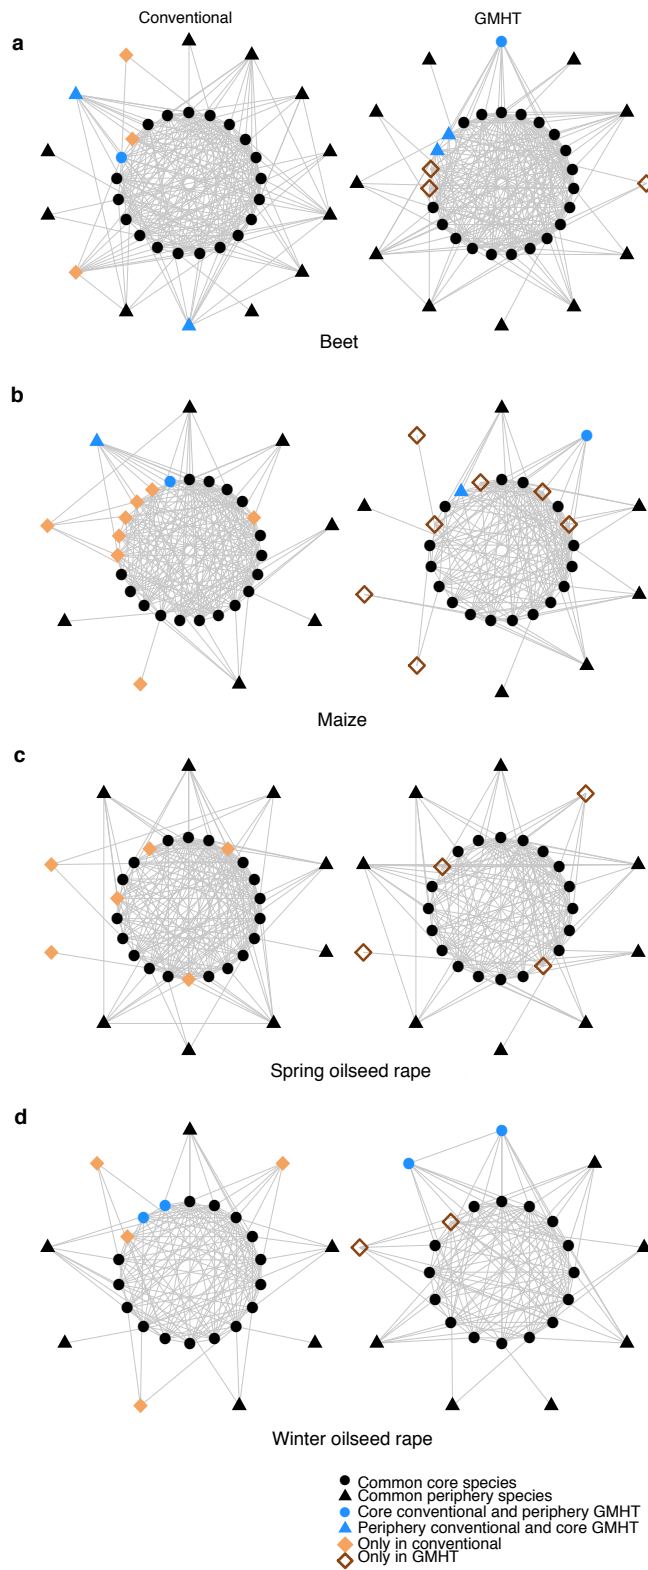 Conventional
GMHT
a
Beet
b
Maize
c
Spring oilseed rape
d
Winter oilseed rape
Common core species
Common periphery species
Core conventional and periphery GMHT
Periphery conventional and core GMHT
Only in conventional
Only in GMHT